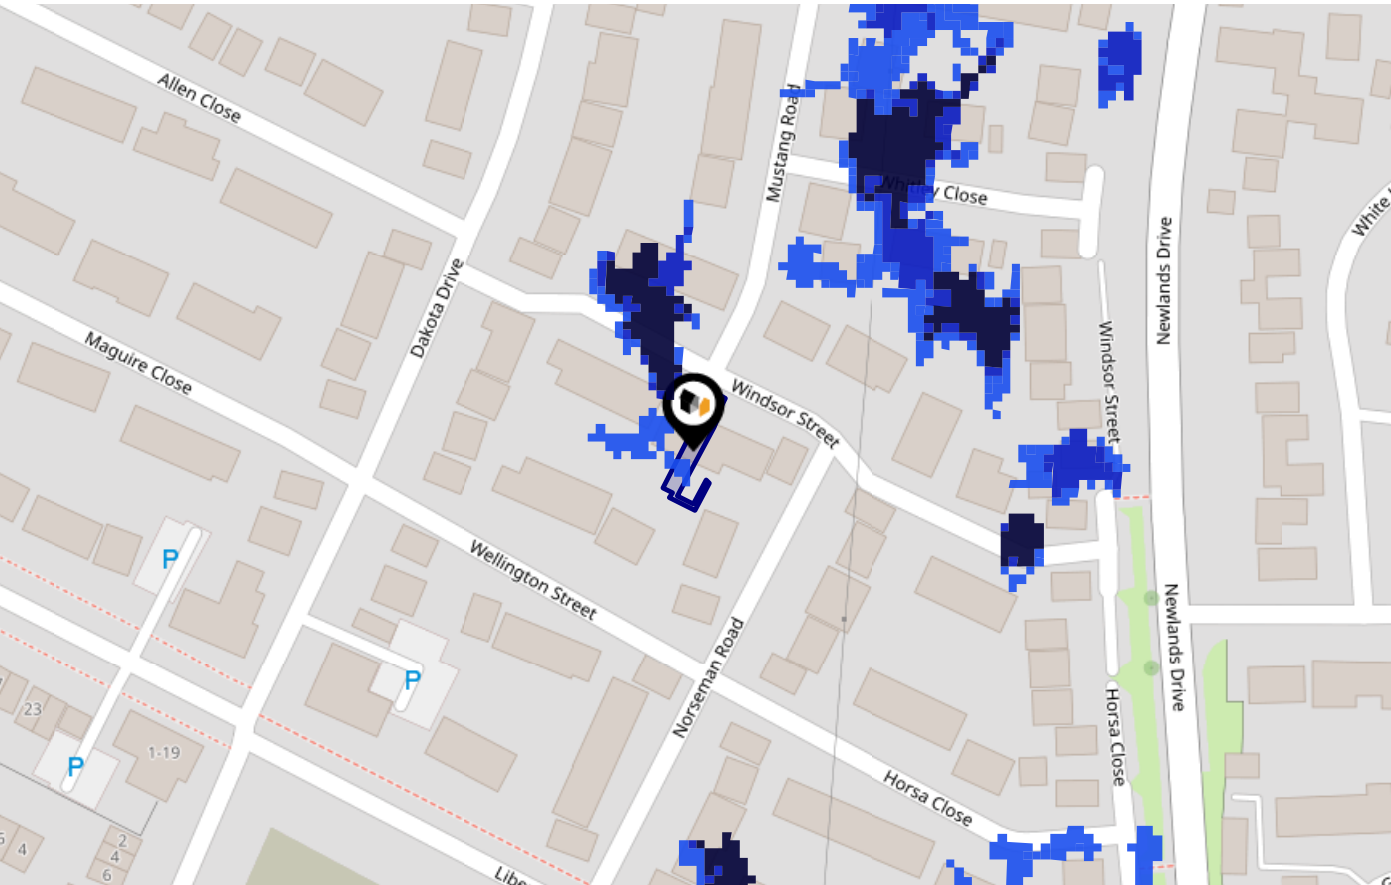 Allen Close
Mustang Road
Whitley Close
White
Newlands Drive
Dakota Drive
Maguire Close
Windsor Street
Windsor Street
P
Wellington Street
Newlands Drive
Norseman Road
P
23
1-19
P
Horsa Close
Horsa Close
4
2
4
6